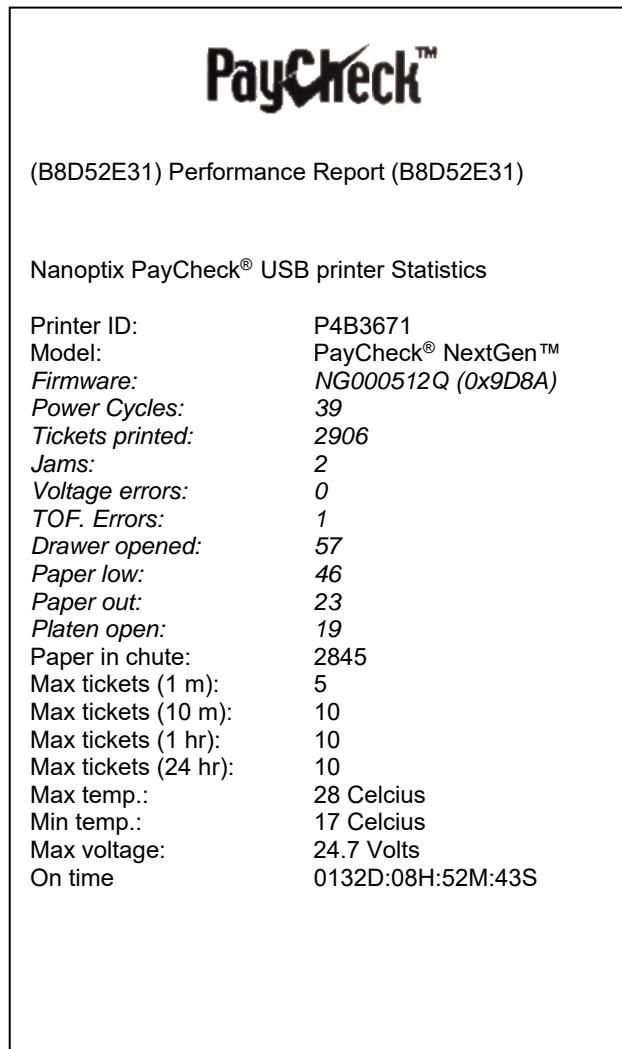 PayCheck™
(B8D52E31) Performance Report (B8D52E31)
Nanoptix PayCheck® USB printer Statistics
Printer ID: P4B3671
Model: PayCheck® NextGen™
Firmware: NG000512Q (0x9D8A)
Power Cycles: 39
Tickets printed: 2906
Jams: 2
Voltage errors: 0
TOF. Errors: 1
Drawer opened: 57
Paper low: 46
Paper out: 23
Platen open: 19
Paper in chute: 2845
Max tickets (1 m): 5
Max tickets (10 m): 10
Max tickets (1 hr): 10
Max tickets (24 hr): 10
Max temp.: 28 Celcius
Min temp.: 17 Celcius
Max voltage: 24.7 Volts
On time 0132D:08H:52M:43S